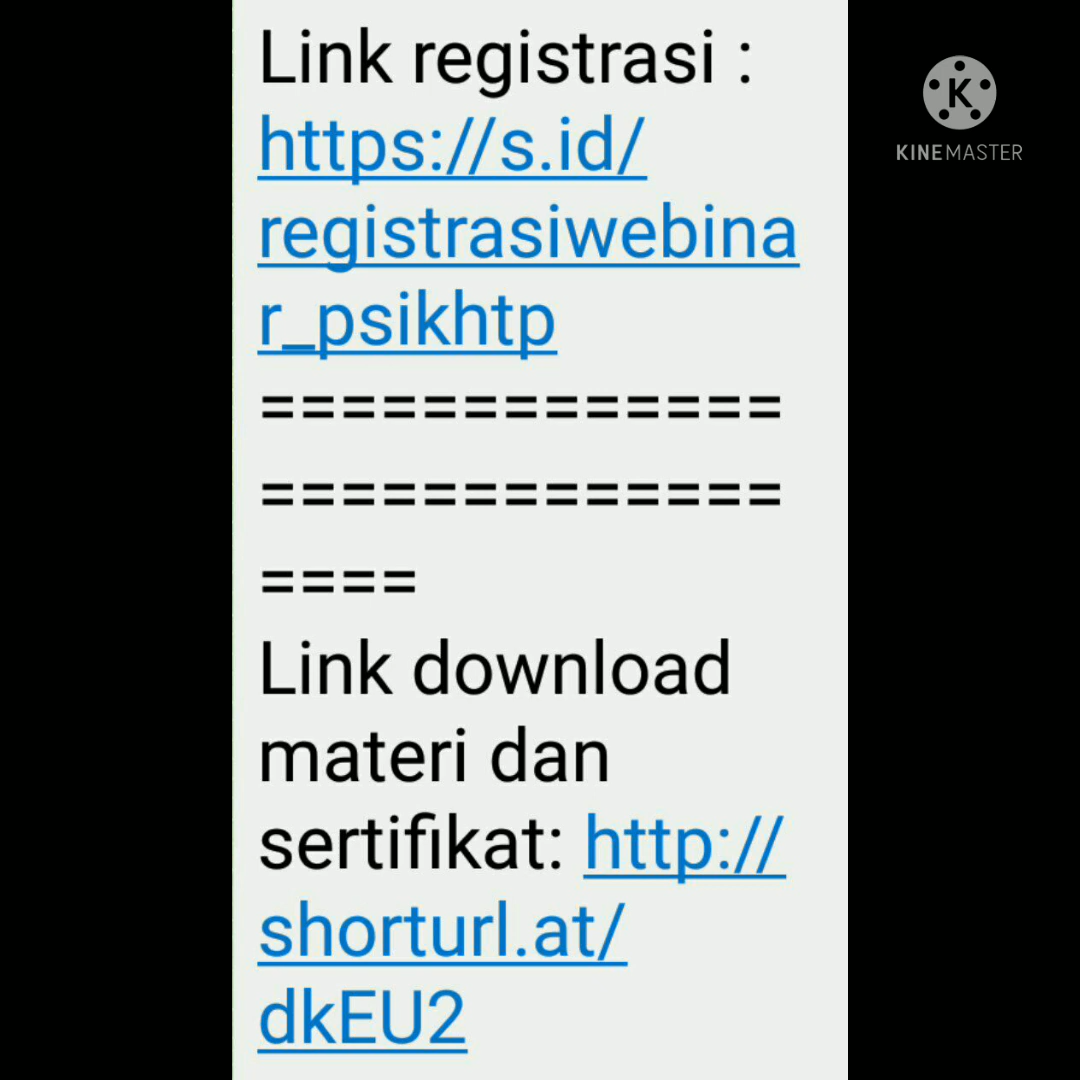 Link registrasi :
https://s.id/
registrasiwebina
r_psikhtp
=============
=============
====
Link download
materi dan
sertifikat: http://
shorturl.at/
dkEU2
K
KINEMASTER